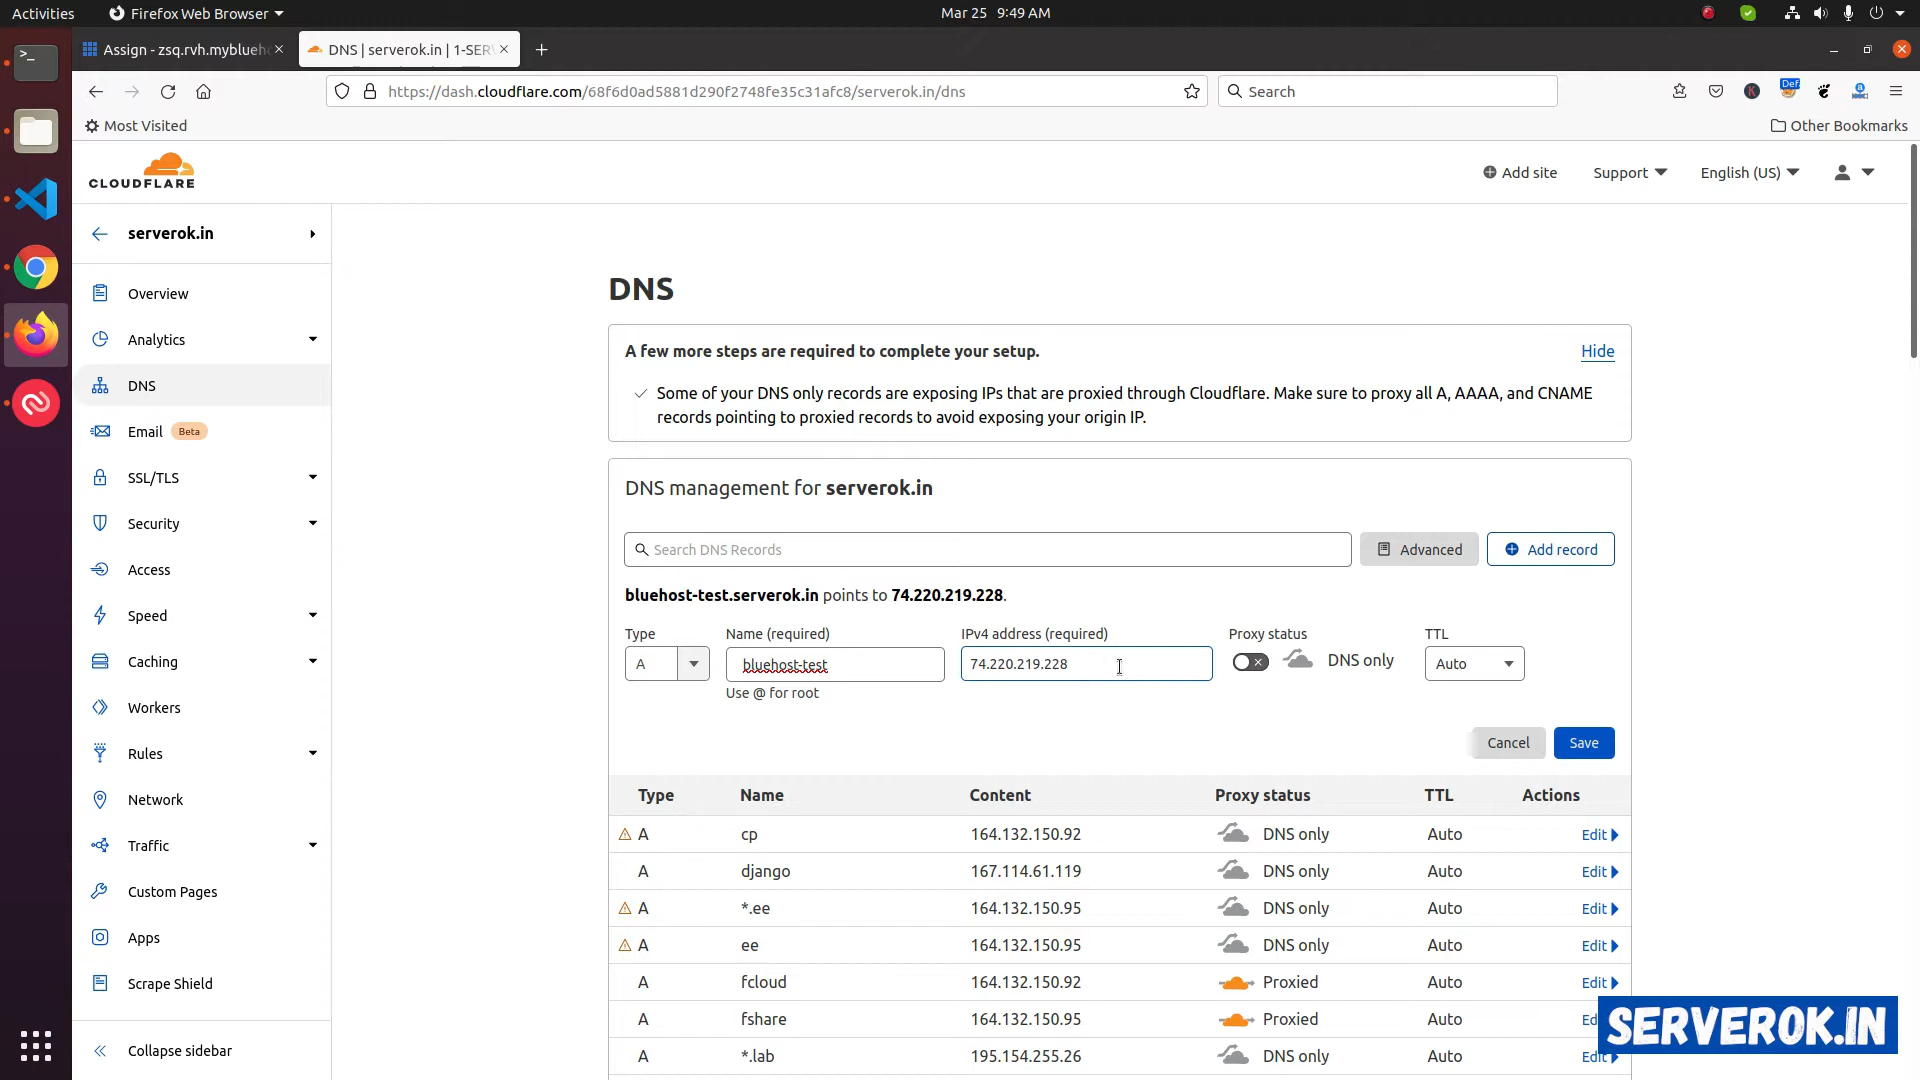 Activities
Firefox Web Browser
Mar 25 9:49 AM
Assign - zsq.rvh.mybluеh
DNS | serverok.in | 1-SER
https://dash.cloudflare.com/68f6d0ad5881d290f2748fe35c31afc8/serverok.in/dns
Search
K
Def
Most Visited
Other Bookmarks
CLOUDFLARE
Add site
Support
English (US)
serverok.in
Overview
Analytics
DNS
Email Beta
SSL/TLS
Security
Access
Speed
Caching
Workers
Rules
Network
Traffic
Custom Pages
Apps
Scrape Shield
Collapse sidebar
DNS
A few more steps are required to complete your setup.
Hide
Some of your DNS only records are exposing IPs that are proxied through Cloudflare. Make sure to proxy all A, AAAA, and CNAME
records pointing to proxied records to avoid exposing your origin IP.
DNS management for serverok.in
Search DNS Records
Advanced
Add record
bluehost-test.serverok.in points to 74.220.219.228.
Type Name (required) IPv4 address (required) Proxy status TTL
A bluehost-test 74.220.219.228 DNS only Auto
Use @ for root
Cancel Save
Type Name Content Proxy status TTL Actions
A cp 164.132.150.92 DNS only Auto Edit
A django 167.114.61.119 DNS only Auto Edit
A *.ee 164.132.150.95 DNS only Auto Edit
A ee 164.132.150.95 DNS only Auto Edit
A fcloud 164.132.150.92 Proxied Auto Edit
A fshare 164.132.150.95 Proxied Auto Ed
A *.lab 195.154.255.26 DNS only Auto Edit
SERVEROK.IN